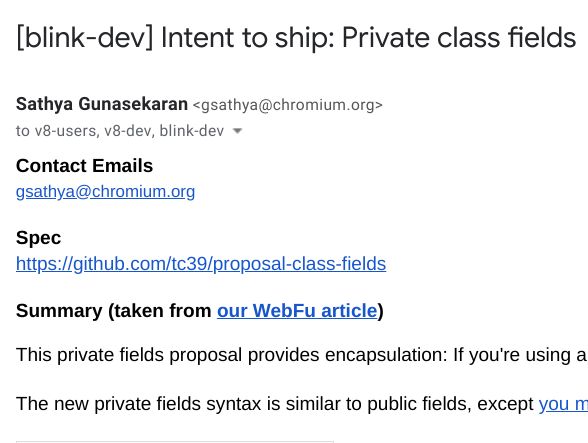 [blink-dev] Intent to ship: Private class fields
Sathya Gunasekaran <gsathya@chromium.org>
to v8-users, v8-dev, blink-dev
Contact Emails
gsathya@chromium.org
Spec
https://github.com/tc39/proposal-class-fields
Summary (taken from our WebFu article)
This private fields proposal provides encapsulation: If you're using a
The new private fields syntax is similar to public fields, except you m